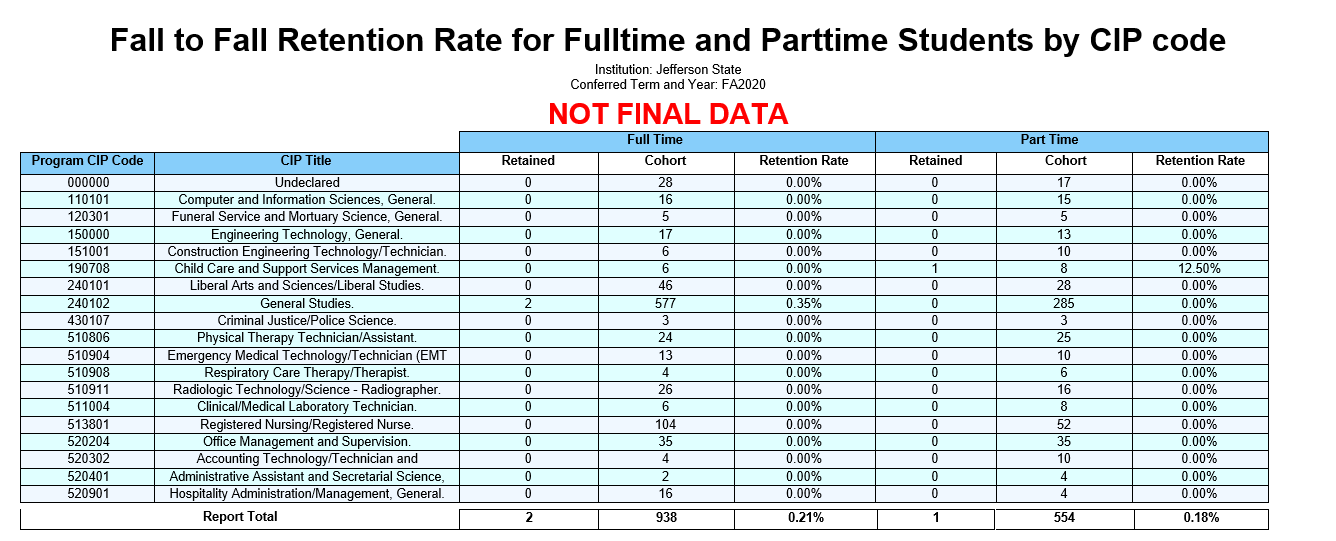 Fall to Fall Retention Rate for Fulltime and Parttime Students by CIP code
Institution: Jefferson State
Conferred Term and Year: FA2020
NOT FINAL DATA
Full Time Part Time
Program CIP Code CIP Title Retained Cohort Retention Rate Retained Cohort Retention Rate
000000 Undeclared 0 28 0.00% 0 17 0.00%
110101 Computer and Information Sciences, General. 0 16 0.00% 0 15 0.00%
120301 Funeral Service and Mortuary Science, General. 0 5 0.00% 0 5 0.00%
150000 Engineering Technology, General. 0 17 0.00% 0 13 0.00%
151001 Construction Engineering Technology/Technician. 0 6 0.00% 0 10 0.00%
190708 Child Care and Support Services Management. 0 6 0.00% 1 8 12.50%
240101 Liberal Arts and Sciences/Liberal Studies. 0 46 0.00% 0 28 0.00%
240102 General Studies. 2 577 0.35% 0 285 0.00%
430107 Criminal Justice/Police Science. 0 3 0.00% 0 3 0.00%
510806 Physical Therapy Technician/Assistant. 0 24 0.00% 0 25 0.00%
510904 Emergency Medical Technology/Technician (EMT 0 13 0.00% 0 10 0.00%
510908 Respiratory Care Therapy/Therapist. 0 4 0.00% 0 6 0.00%
510911 Radiologic Technology/Science - Radiographer. 0 26 0.00% 0 16 0.00%
511004 Clinical/Medical Laboratory Technician. 0 6 0.00% 0 8 0.00%
513801 Registered Nursing/Registered Nurse. 0 104 0.00% 0 52 0.00%
520204 Office Management and Supervision. 0 35 0.00% 0 35 0.00%
520302 Accounting Technology/Technician and 0 4 0.00% 0 10 0.00%
520401 Administrative Assistant and Secretarial Science, 0 2 0.00% 0 4 0.00%
520901 Hospitality Administration/Management, General. 0 16 0.00% 0 4 0.00%
Report Total 2 938 0.21% 1 554 0.18%